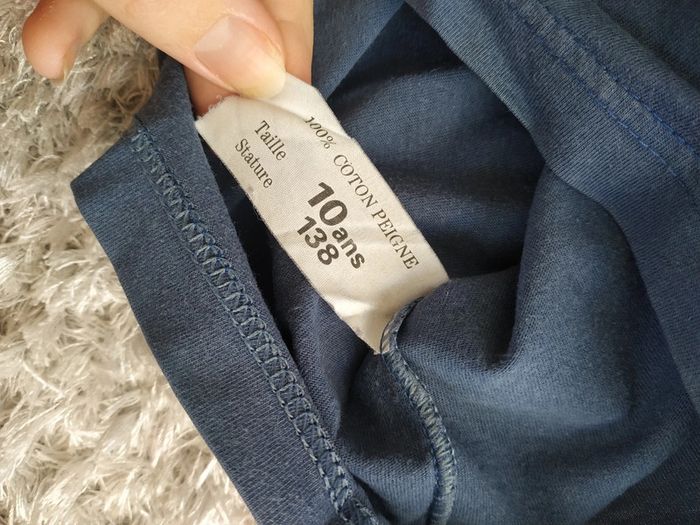 100% COTON PEIGNE
Taille 10 ans
Stature 138